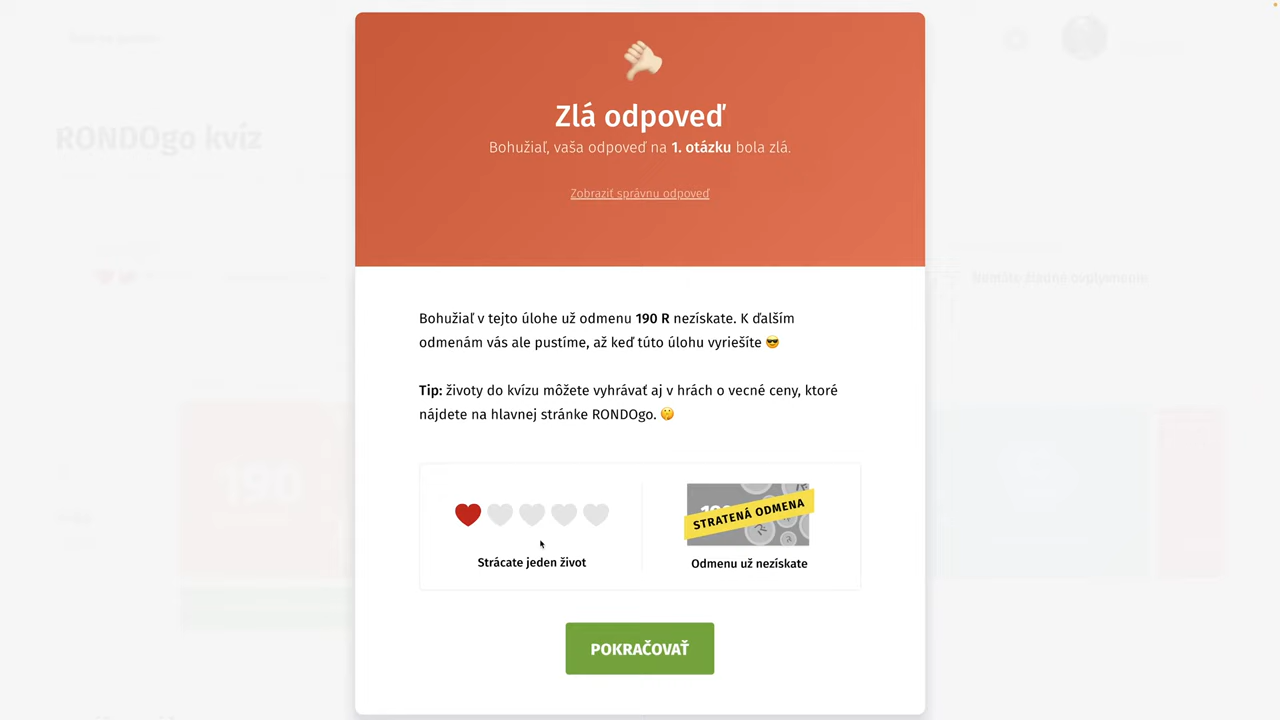 RONDOgo kvíz
Zlá odpoveď
Bohužiaľ, vaša odpoveď na 1. otázku bola zlá.
Zobraziť správnu odpoveď
Bohužiaľ v tejto úlohe už odmenu 190 R nezískate. K ďalším
odmenám vás ale pustíme, až keď túto úlohu vyriešíte 😎
Tip: životy do kvízu môžete vyhrávať aj v hrách o vecné ceny, ktoré
nájdete na hlavnej stránke RONDOgo. 🤫
190
STRATENÁ ODMENA
Strácate jeden život
Odmenu už nezískate
POKRAČOVAŤ